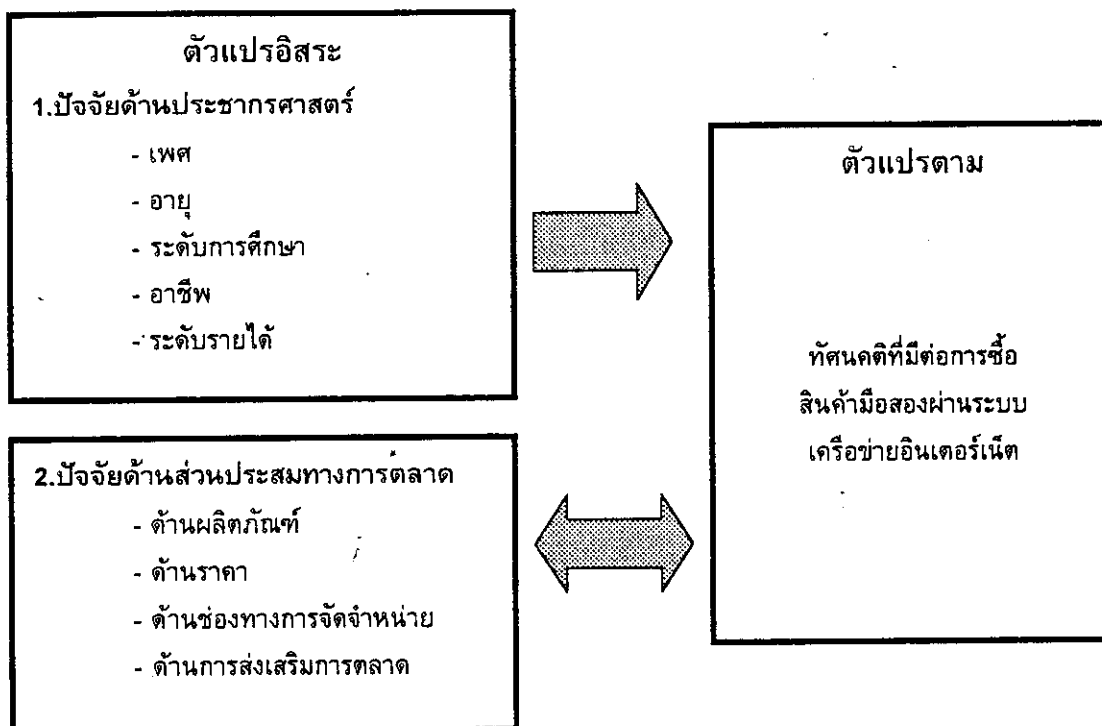 ตัวแปรอิสระ
1.ปัจจัยด้านประชากรศาสตร์
- เพศ
- อายุ
- ระดับการศึกษา
- อาชีพ
- ระดับรายได้
2.ปัจจัยด้านส่วนประสมทางการตลาด
- ด้านผลิตภัณฑ์
- ด้านราคา
- ด้านช่องทางการจัดจำหน่าย
- ด้านการส่งเสริมการตลาด
ตัวแปรตาม
ทัศนคติที่มีต่อการซื้อ
สินค้ามือสองผ่านระบบ
เครือข่ายอินเตอร์เน็ต